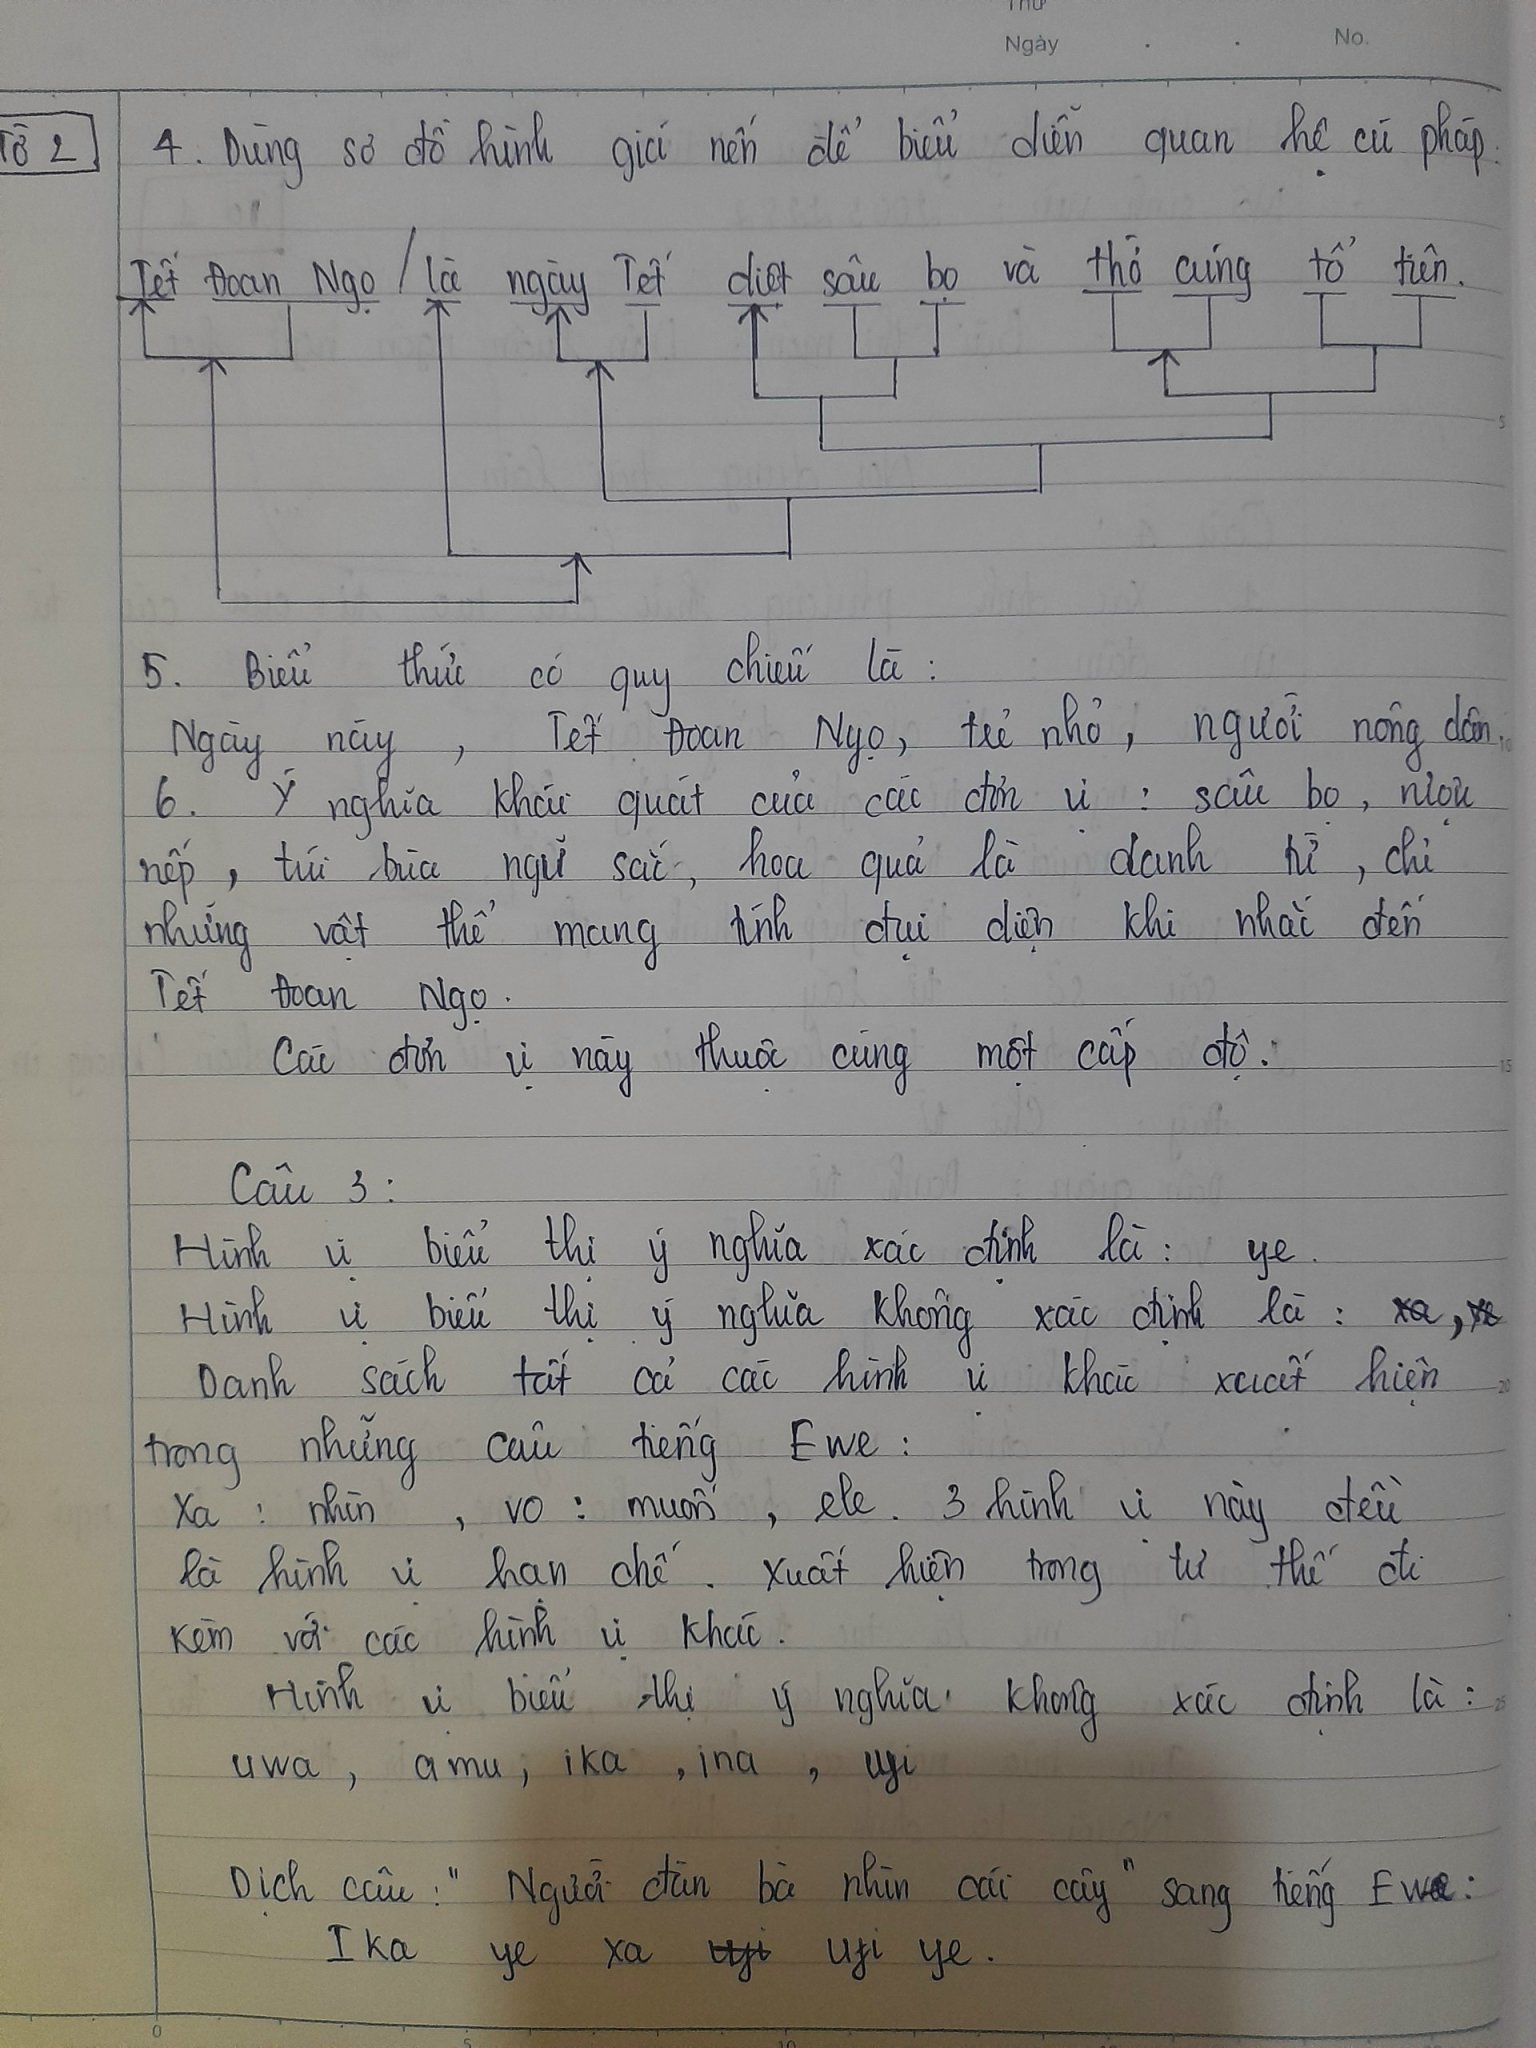 Thứ
Ngày . . No.
Tờ 2
4. Dùng sơ đồ hình giá nến để biểu diễn quan hệ cú pháp.
Tết Đoan Ngọ / là ngày Tết diệt sâu bọ và thờ cúng tổ tiên.
5. Biểu thức có quy chiếu là:
Ngày này, Tết Đoan Ngọ, trẻ nhỏ, người nông dân.
6. Ý nghĩa khái quát của các đơn vị: sâu bọ, rượu
nếp, túi bùa ngũ sắc, hoa quả là danh từ, chỉ
những vật thể mang tính đại diện khi nhắc đến
Tết Đoan Ngọ.
Các đơn vị này thuộc cùng một cấp độ.
Câu 3:
Hình vị biểu thị ý nghĩa xác định là: ye.
Hình vị biểu thị ý nghĩa không xác định là:
Danh sách tất cả các hình vị khác xuất hiện
trong những câu tiếng Ewe:
Xa: nhìn, vo: muốn, ele. 3 hình vị này đều
là hình vị hạn chế. Xuất hiện trong tư thế đi
kèm với các hình vị khác.
Hình vị biểu thị ý nghĩa không xác định là:
uwa, amu, ika, ina, uyi
Dịch câu: "Người đàn bà nhìn cái cây" sang tiếng Ewe:
Ika ye xa uyi ye.
0 5 10
5
10
15
20
25